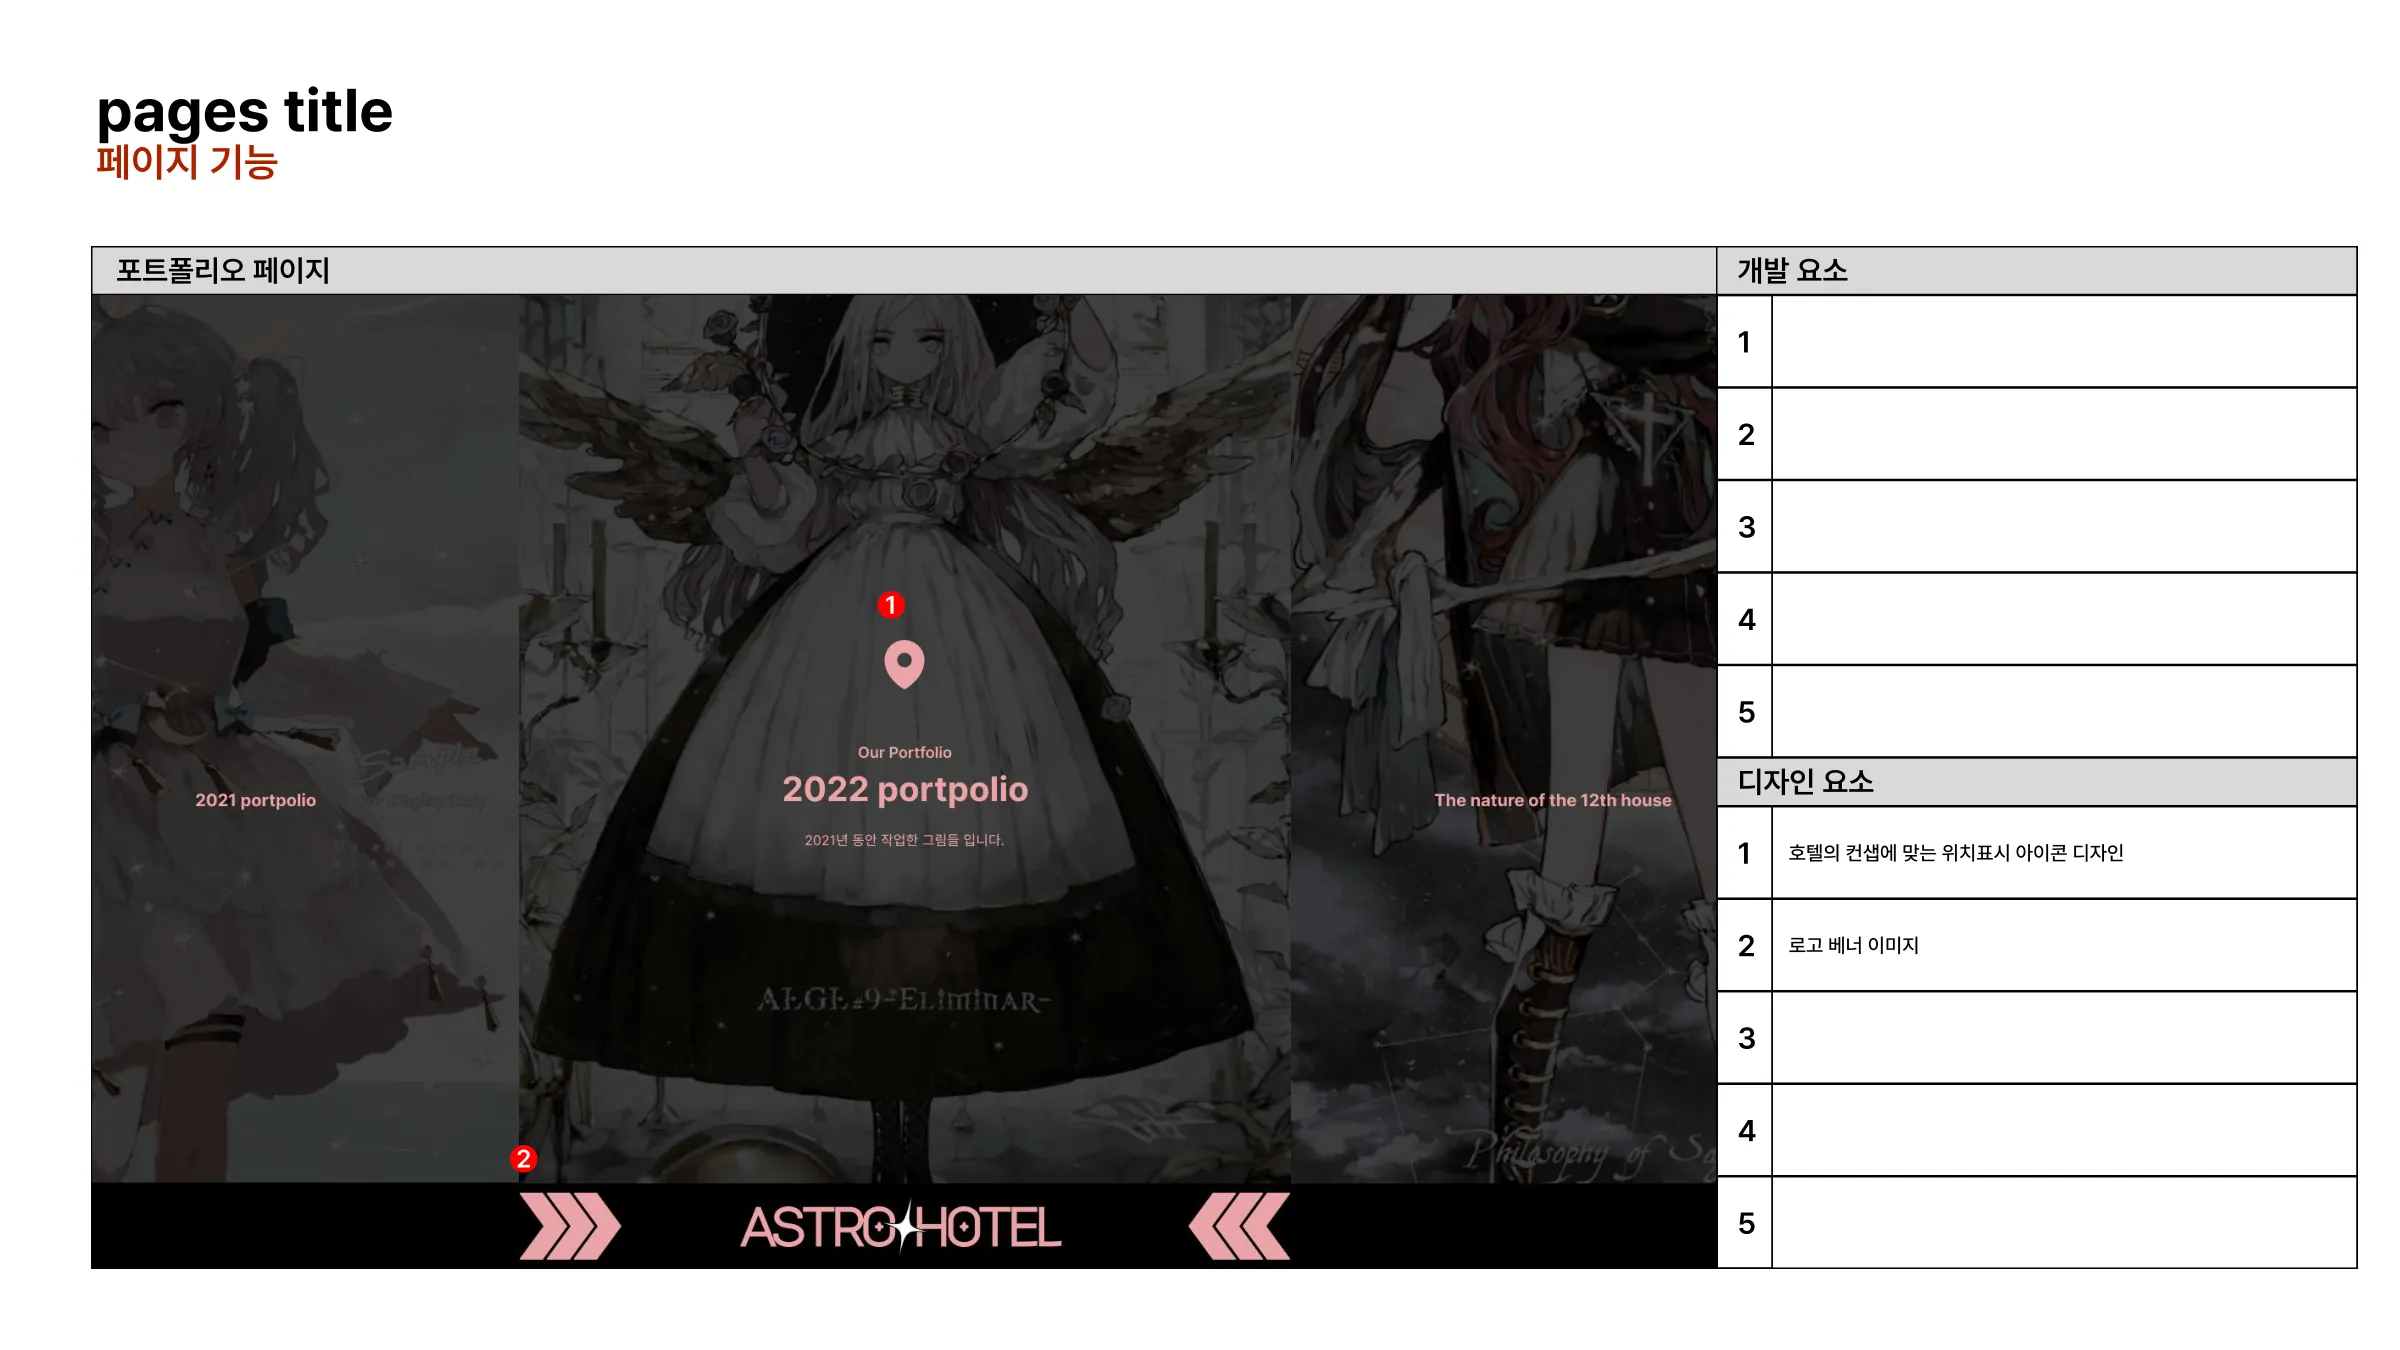 pages title
페이지 기능
포트폴리오 페이지
1
2021 portpolio
Our Portfolio
2022 portpolio
2021년 동안 작업한 그림들 입니다.
The nature of the 12th house
Sample
Philosophy of
2
ASTRO HOTEL
개발 요소
1
2
3
4
5
디자인 요소
1 호텔의 컨샙에 맞는 위치표시 아이콘 디자인
2 로고 베너 이미지
3
4
5